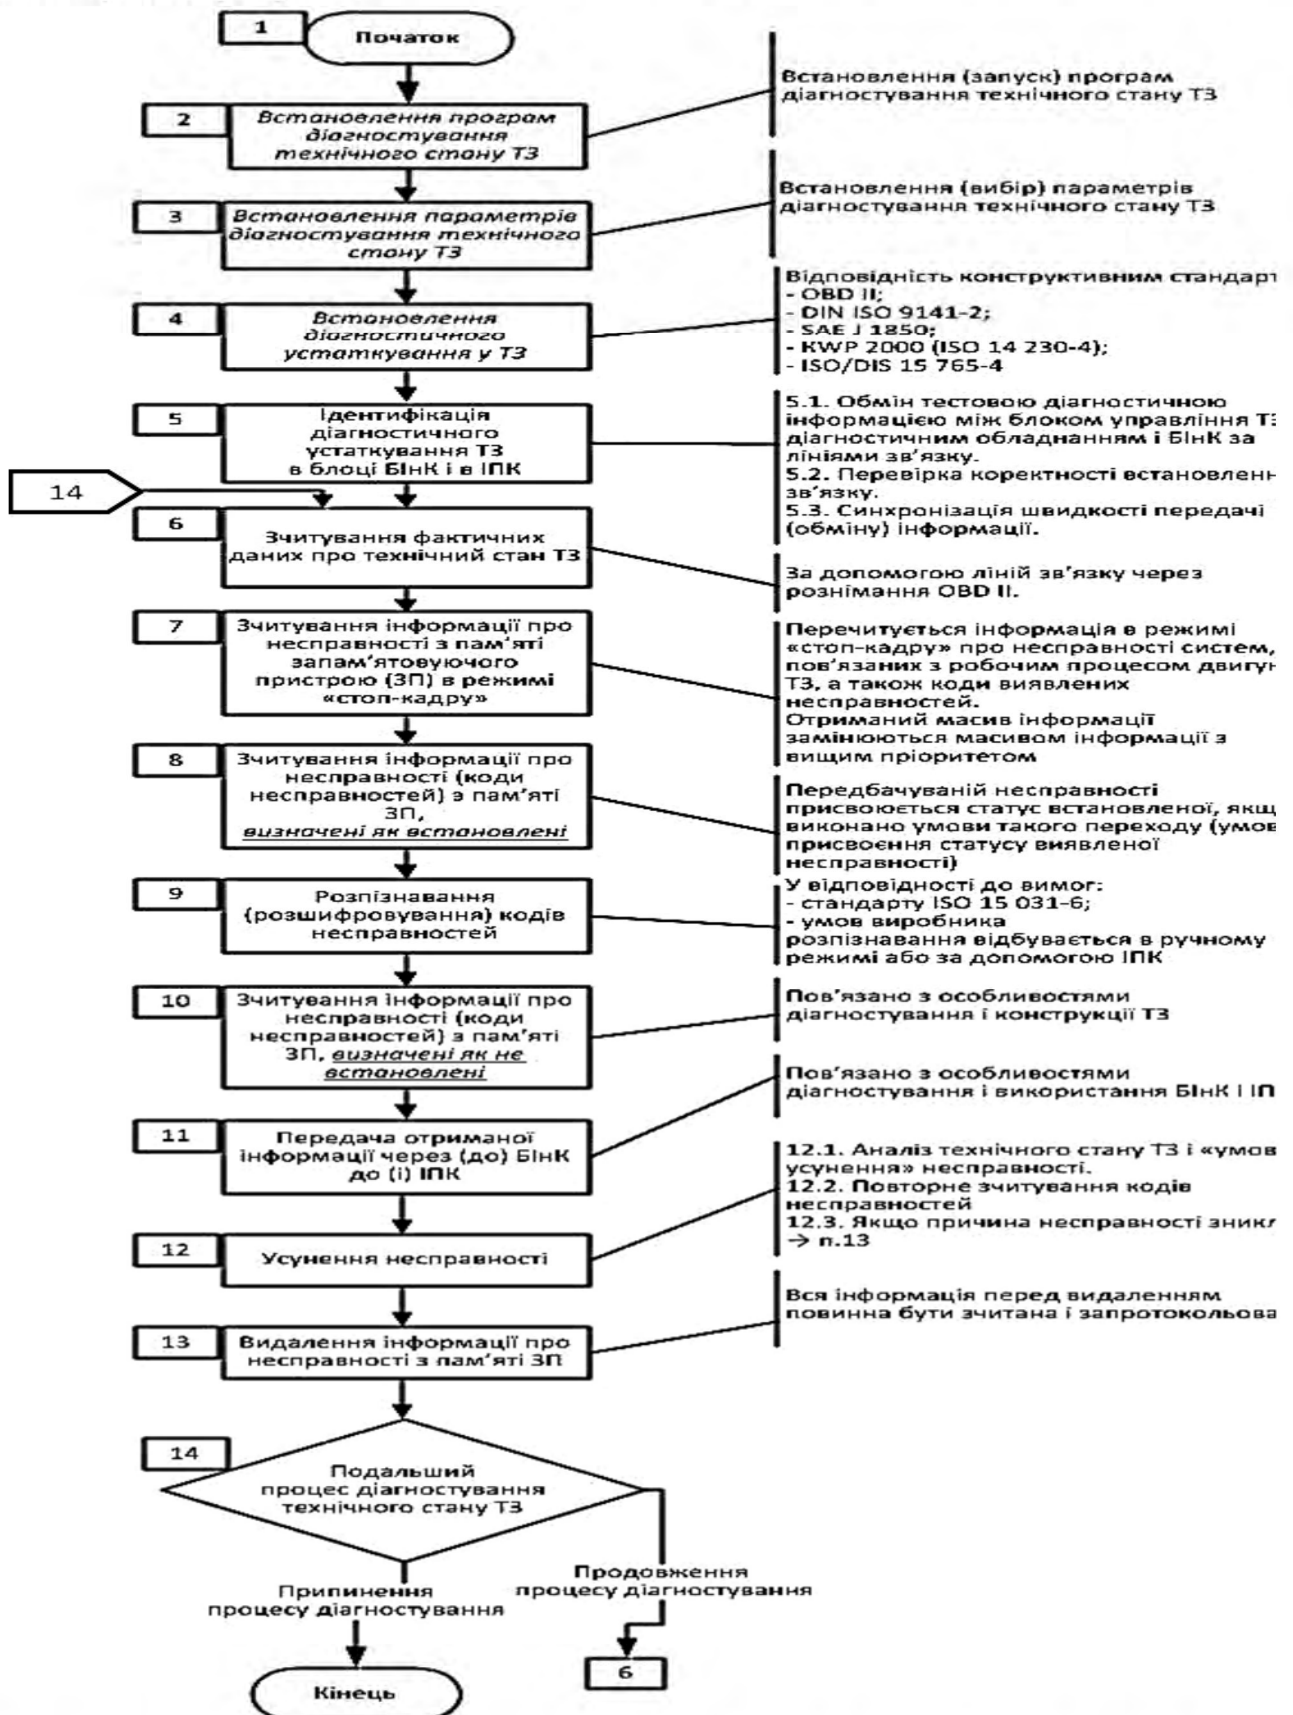 1
Початок
2
Встановлення програм
діагностування
технічного стану ТЗ
Встановлення (запуск) програм
діагностування технічного стану ТЗ
3
Встановлення параметрів
діагностування технічного
стану ТЗ
Встановлення (вибір) параметрів
діагностування технічного стану ТЗ
4
Встановлення
діагностичного
устаткування у ТЗ
Відповідність конструктивним стандарт
- OBD II;
- DIN ISO 9141-2;
- SAE J 1850;
- KWP 2000 (ISO 14 230-4);
- ISO/DIS 15 765-4
5
Ідентифікація
діагностичного
устаткування ТЗ
в блоці БІнК і в ІПК
5.1. Обмін тестовою діагностичною
інформацією між блоком управління ТЗ
діагностичним обладнанням і БІнК за
лініями зв’язку.
5.2. Перевірка коректності встановленн
зв’язку.
5.3. Синхронізація швидкості передачі
(обміну) інформації.
14
6
Зчитування фактичних
даних про технічний стан ТЗ
За допомогою ліній зв’язку через
рознімання OBD II.
7
Зчитування інформації про
несправності з пам’яті
запам’ятовуючого
пристрою (ЗП) в режимі
«стоп-кадру»
Перечитується інформація в режимі
«стоп-кадру» про несправності систем,
пов’язаних з робочим процесом двигун
ТЗ, а також коди виявлених
несправностей.
Отриманий масив інформації
замінюються масивом інформації з
вищим пріоритетом
8
Зчитування інформації про
несправності (коди
несправностей) з пам’яті
ЗП,
визначені як встановлені
Передбачуваній несправності
присвоюється статус встановленої, якщ
виконано умови такого переходу (умов
присвоєння статусу виявленої
несправності)
9
Розпізнавання
(розшифровування) кодів
несправностей
У відповідності до вимог:
- стандарту ISO 15 031-6;
- умов виробника
розпізнавання відбувається в ручному
режимі або за допомогою ІПК
10
Зчитування інформації про
несправності (коди
несправностей) з пам’яті
ЗП, визначені як не
встановлені
Пов’язано з особливостями
діагностування і конструкції ТЗ
11
Передача отриманої
інформації через (до) БІнК
до (і) ІПК
Пов’язано з особливостями
діагностування і використання БІнК і ІП
12
Усунення несправності
12.1. Аналіз технічного стану ТЗ і «умов
усунення» несправності.
12.2. Повторне зчитування кодів
несправностей
12.3. Якщо причина несправності зникл
→ п.13
13
Видалення інформації про
несправності з пам’яті ЗП
Вся інформація перед видаленням
повинна бути зчитана і запротокольова
14
Подальший
процес діагностування
технічного стану ТЗ
Припинення
процесу діагностування
Продовження
процесу діагностування
6
Кінець